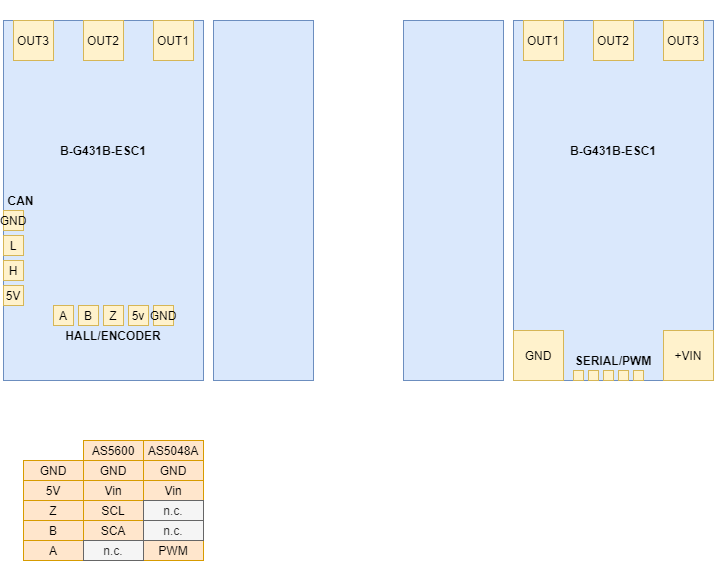 OUT3 OUT2 OUT1
B-G431B-ESC1
CAN
GND
L
H
5V
A B Z 5v GND
HALL/ENCODER
OUT1 OUT2 OUT3
B-G431B-ESC1
GND
SERIAL/PWM
+VIN
AS5600 AS5048A
GND GND GND
5V Vin Vin
Z SCL n.c.
B SCA n.c.
A n.c. PWM